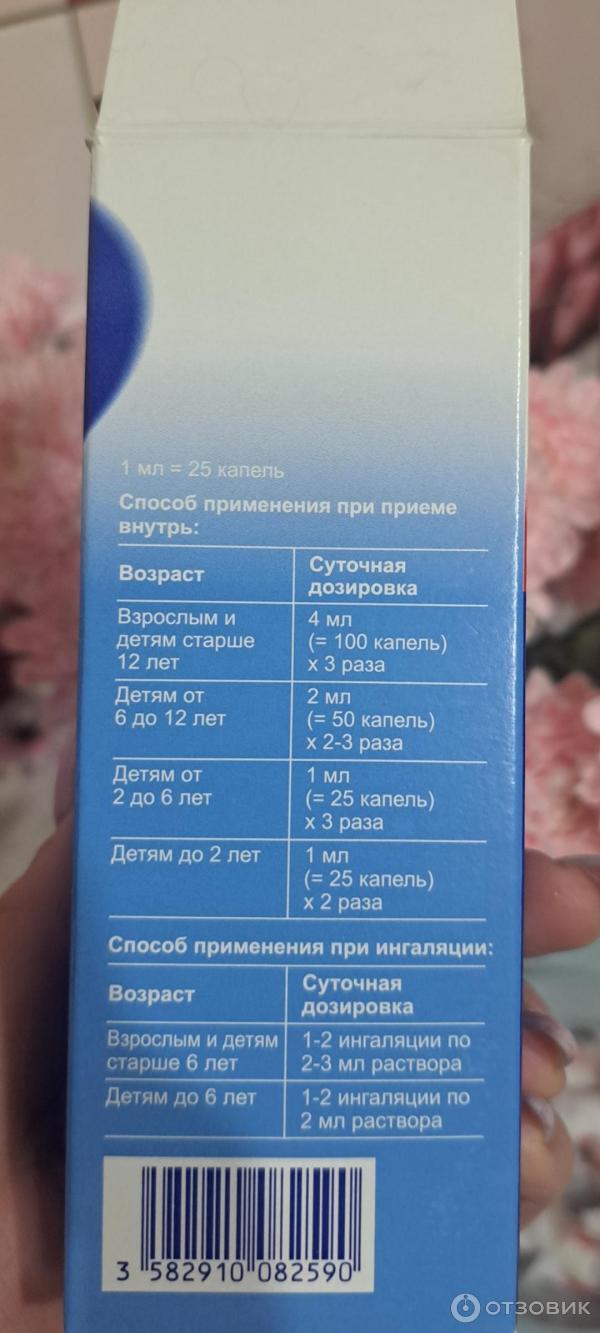 1 мл = 25 капель
Способ применения при приеме
внутрь:
Возраст
Суточная
дозировка
Взрослым и
детям старше
12 лет
4 мл
(= 100 капель)
х 3 раза
Детям от
6 до 12 лет
2 мл
(= 50 капель)
х 2-3 раза
Детям от
2 до 6 лет
1 мл
(= 25 капель)
х 3 раза
Детям до 2 лет
1 мл
(= 25 капель)
х 2 раза
Способ применения при ингаляции:
Возраст
Суточная
дозировка
Взрослым и детям
старше 6 лет
1-2 ингаляции по
2-3 мл раствора
Детям до 6 лет
1-2 ингаляции по
2 мл раствора
3 582910 082590
ОТЗОВИК